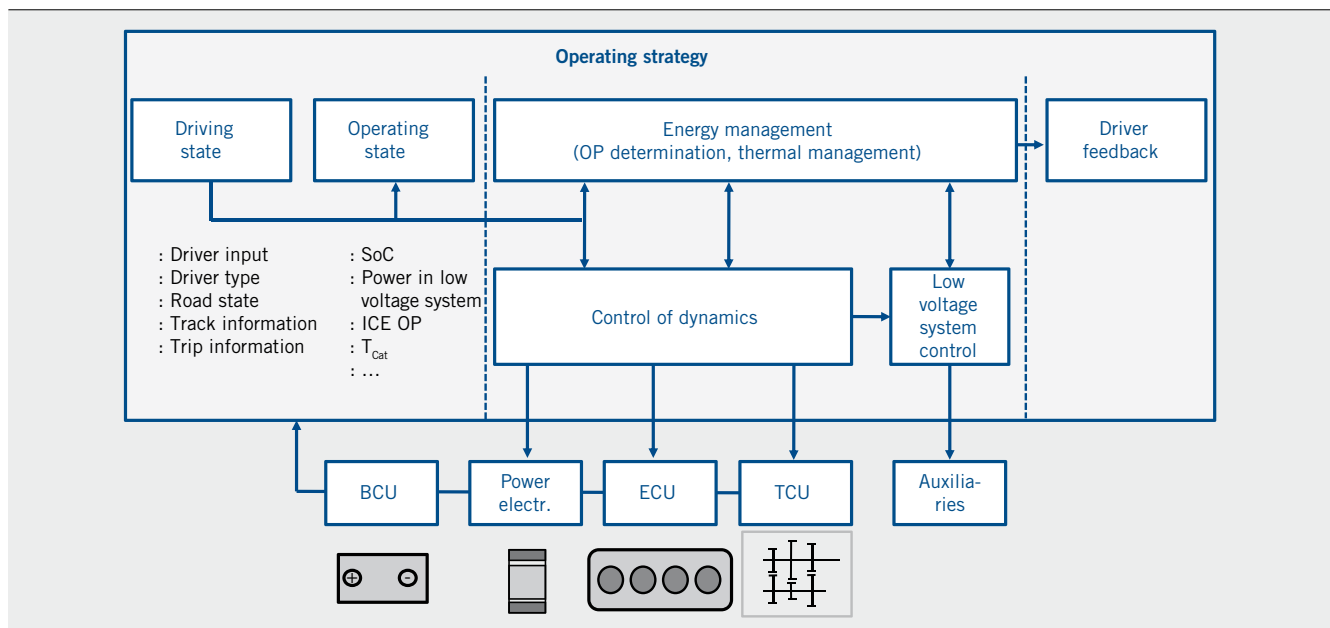 Operating strategy
Driving
state
Operating
state
Energy management
(OP determination, thermal management)
Driver
feedback
: Driver input
: Driver type
: Road state
: Track information
: Trip information
: SoC
: Power in low
voltage system
: ICE OP
: TCat
: ...
Control of dynamics
Low
voltage
system
control
BCU
Power
electr.
ECU
TCU
Auxilia-
ries
+
-